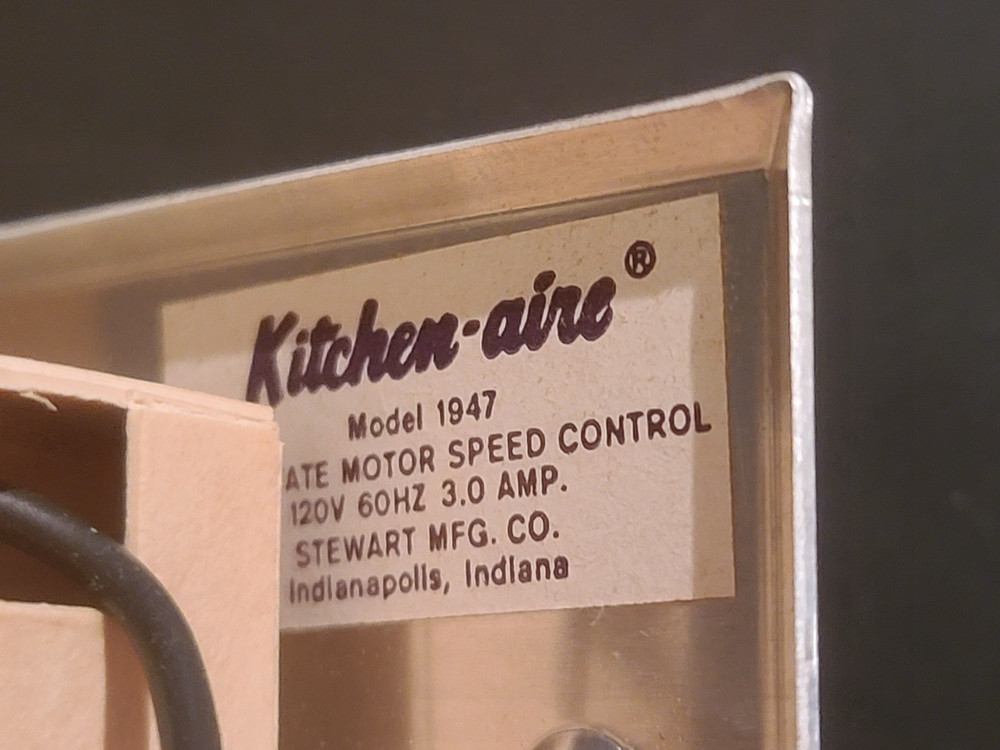 Kitchen-aire®
Model 1947
ATE MOTOR SPEED CONTROL
120V 60HZ 3.0 AMP.
STEWART MFG. CO.
Indianapolis, Indiana